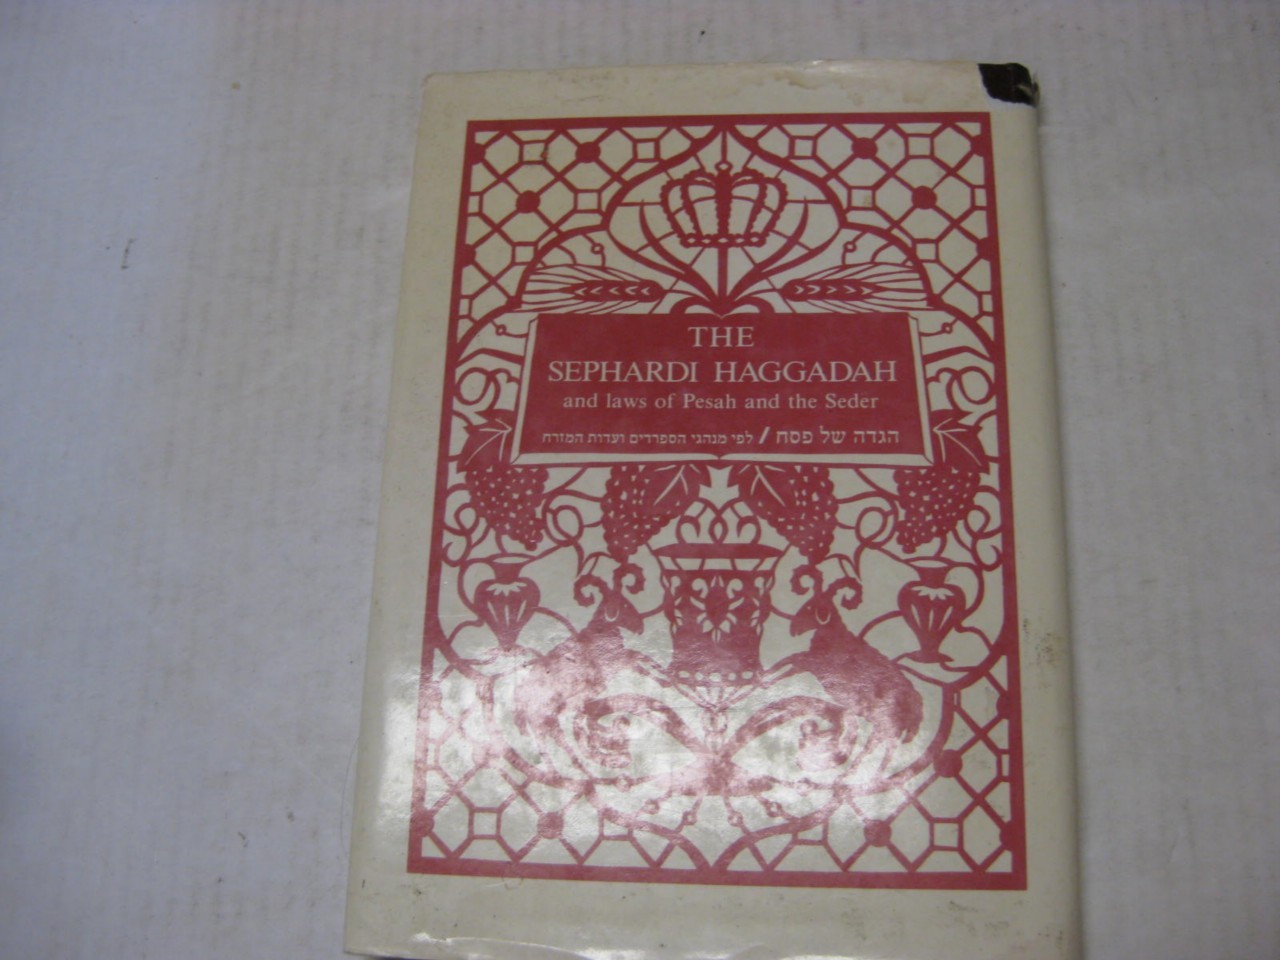 THE
SEPHARDI HAGGADAH
and laws of Pesah and the Seder
הגדה של פסח / לפי מנהגי הספרדים ועדות המזרח